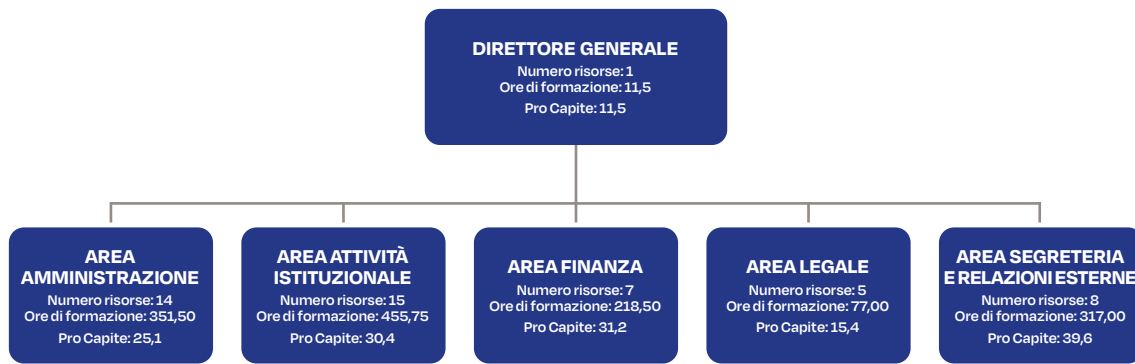 DIRETTORE GENERALE
Numero risorse: 1
Ore di formazione: 11,5
Pro Capite: 11,5
AREA
AMMINISTRAZIONE
Numero risorse: 14
Ore di formazione: 351,50
Pro Capite: 25,1
AREA ATTIVITÀ
ISTITUZIONALE
Numero risorse: 15
Ore di formazione: 455,75
Pro Capite: 30,4
AREA FINANZA
Numero risorse: 7
Ore di formazione: 218,50
Pro Capite: 31,2
AREA LEGALE
Numero risorse: 5
Ore di formazione: 77,00
Pro Capite: 15,4
AREA SEGRETERIA
E RELAZIONI ESTERNE
Numero risorse: 8
Ore di formazione: 317,00
Pro Capite: 39,6